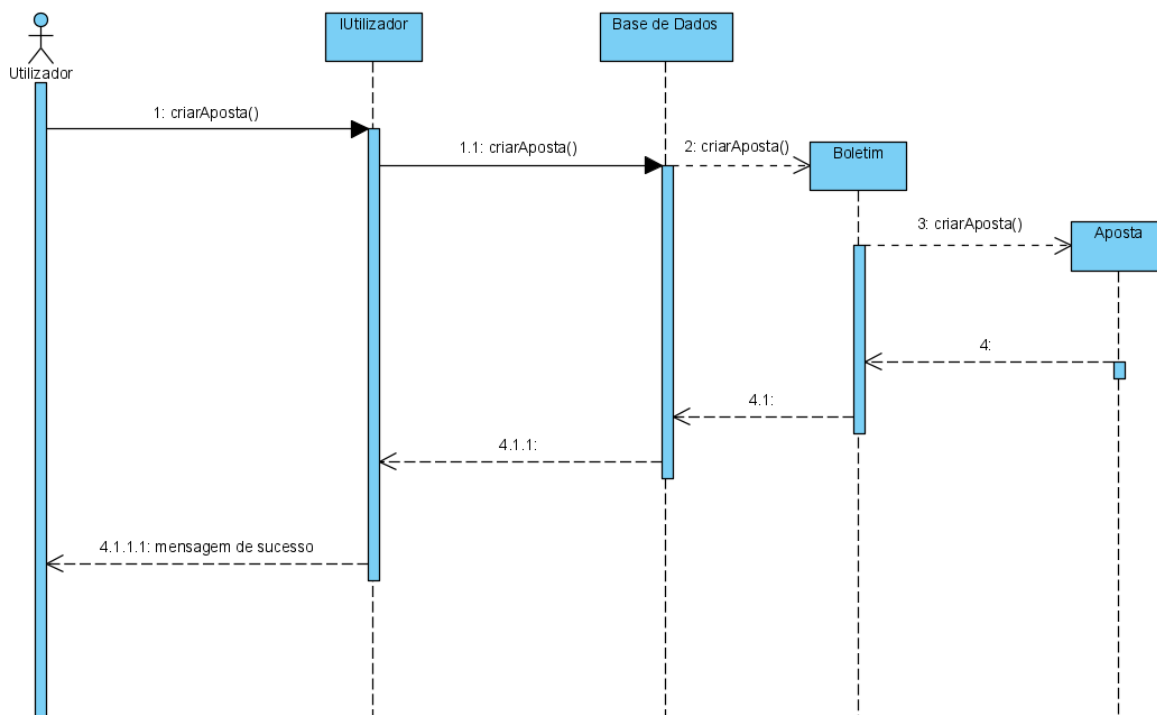 IUtilizador
Base de Dados
Utilizador
1: criarAposta()
1.1: criarAposta()
2: criarAposta()
Boletim
3: criarAposta()
Aposta
4:
4.1:
4.1.1:
4.1.1.1: mensagem de sucesso